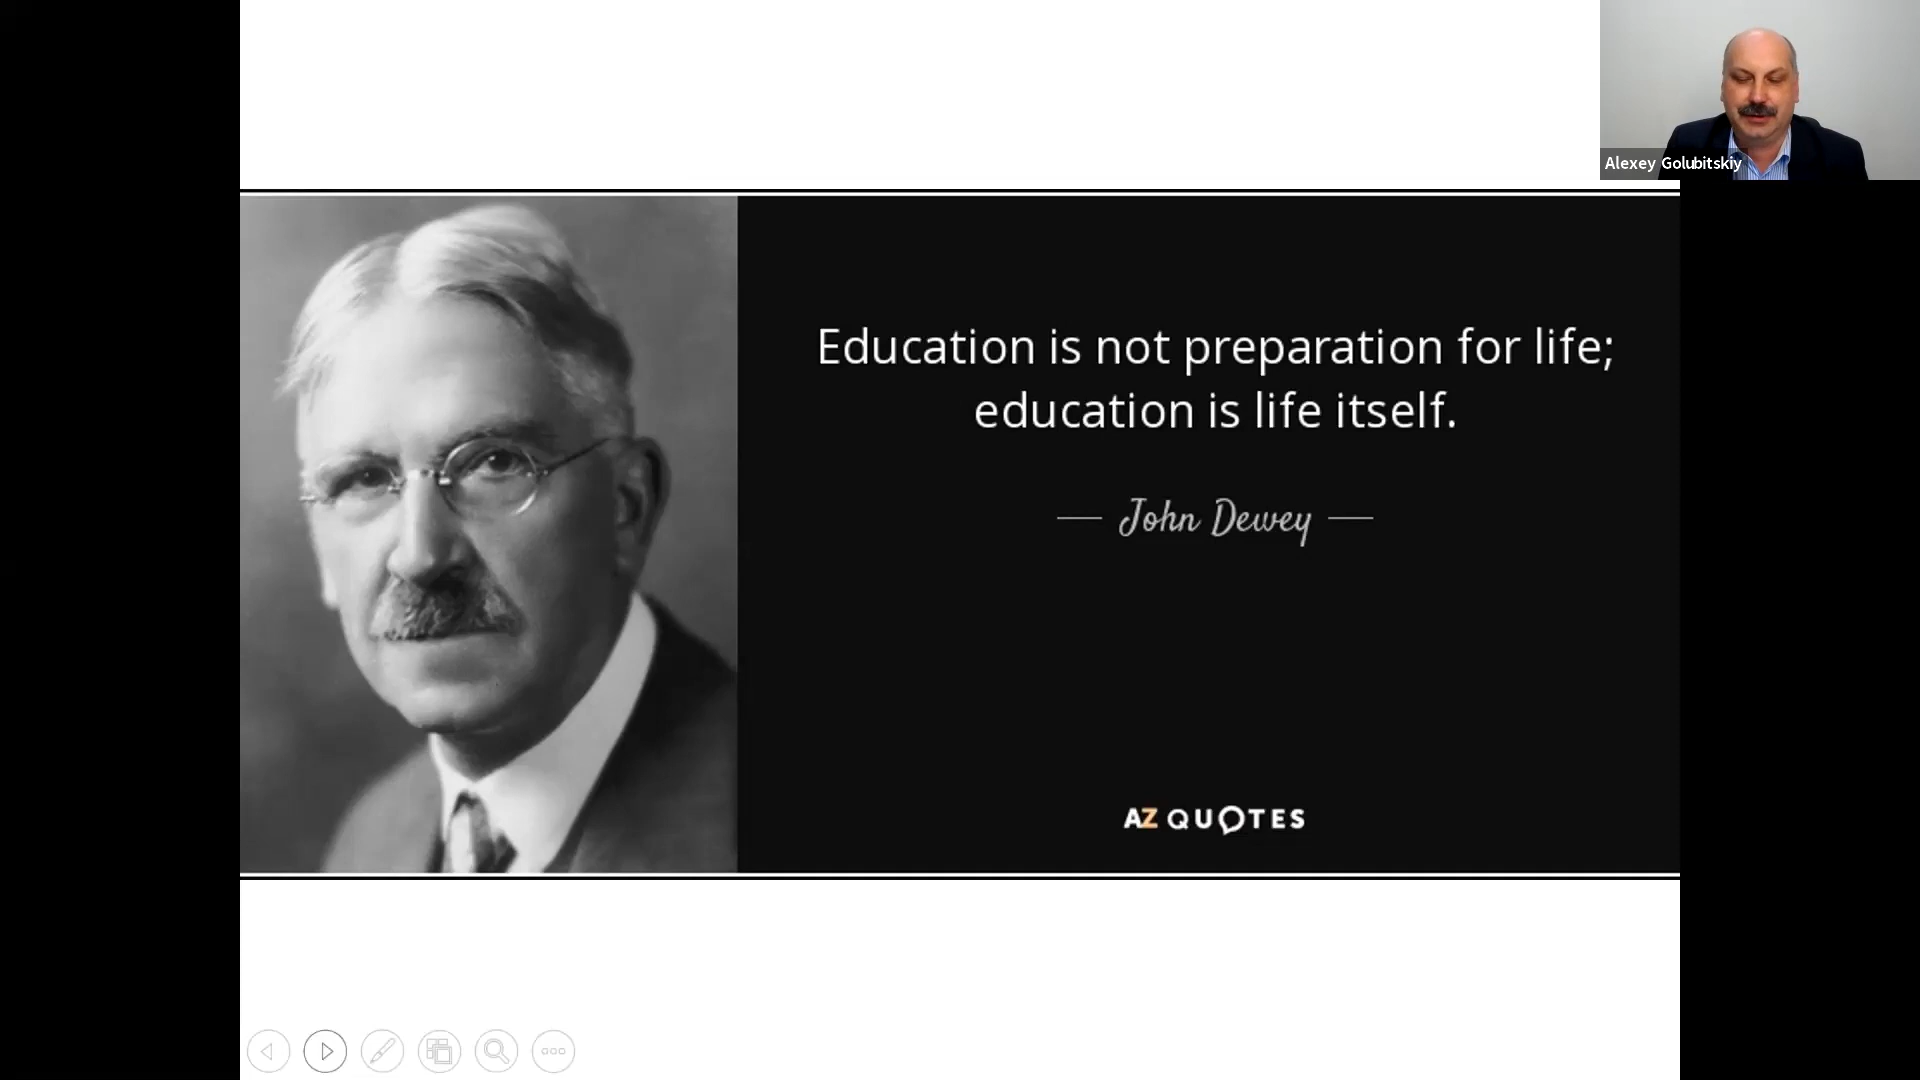 Alexey Golubitskiy
Education is not preparation for life;
education is life itself.
John Dewey
AZ QUOTES